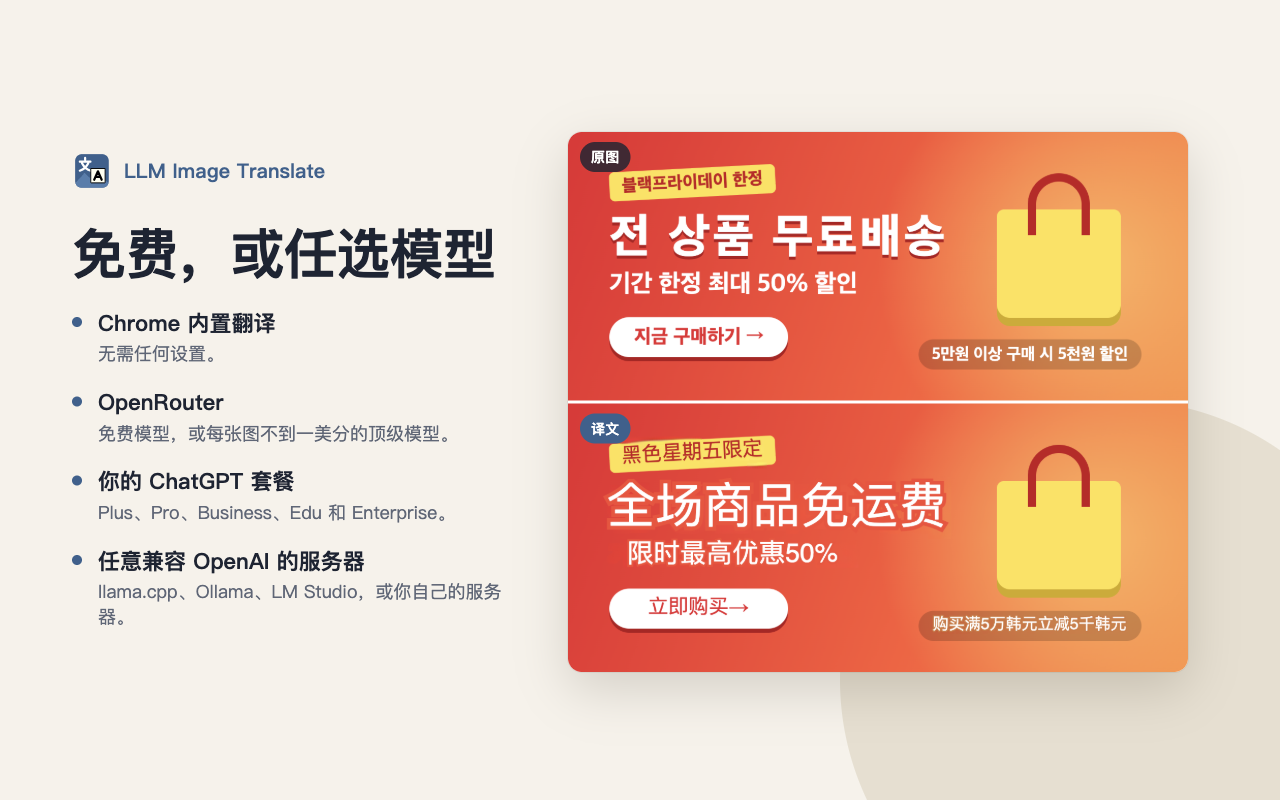 LLM Image Translate
免费，或任选模型
Chrome 内置翻译
无需任何设置。
OpenRouter
免费模型，或每张图不到一美分的顶级模型。
你的 ChatGPT 套餐
Plus、Pro、Business、Edu 和 Enterprise。
任意兼容 OpenAI 的服务器
llama.cpp、Ollama、LM Studio，或你自己的服务
器。
原图
블랙프라이데이 한정
전 상품 무료배송
기간 한정 최대 50% 할인
지금 구매하기 →
5만원 이상 구매 시 5천원 할인
译文
黑色星期五限定
全场商品免运费
限时最高优惠50%
立即购买→
购买满5万韩元立减5千韩元